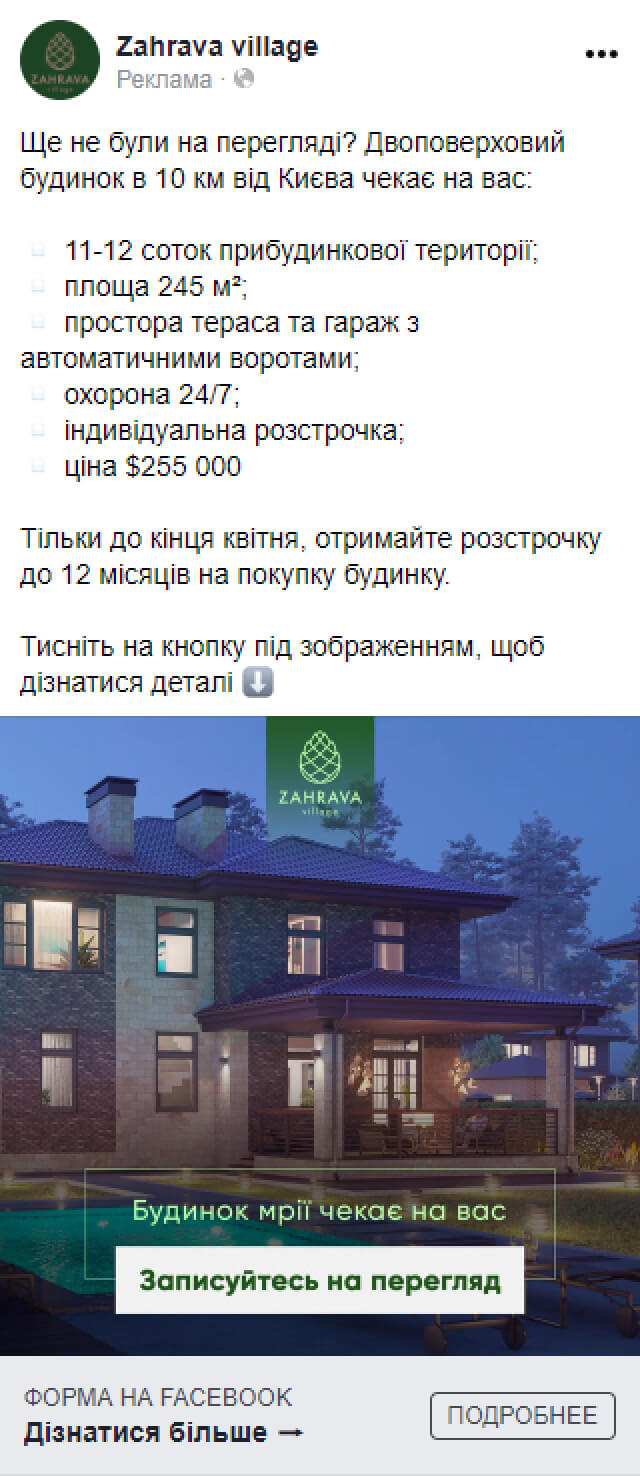 ZAHRAVA
village
Zahrava village
Реклама ·
Ще не були на перегляді? Двоповерховий
будинок в 10 км від Києва чекає на вас:
11-12 соток прибудинкової території;
площа 245 м²;
простора тераса та гараж з
автоматичними воротами;
охорона 24/7;
індивідуальна розстрочка;
ціна $255 000
Тільки до кінця квітня, отримайте розстрочку
до 12 місяців на покупку будинку.
Тисніть на кнопку під зображенням, щоб
дізнатися деталі ⬇️
ZAHRAVA
village
Будинок мрії чекає на вас
Записуйтесь на перегляд
ФОРМА НА FACEBOOK
Дізнатися більше →
ПОДРОБНЕЕ